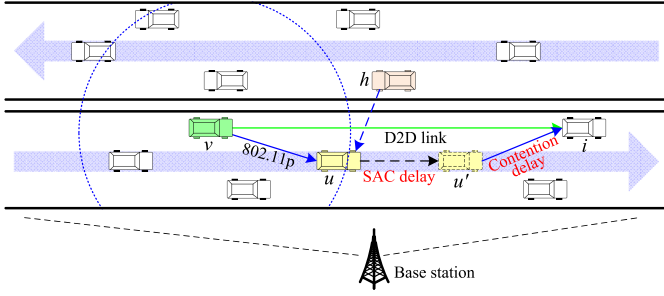 h
D2D link
v
i
802.11p
Contention
delay
u
SAC delay
u'
Base station